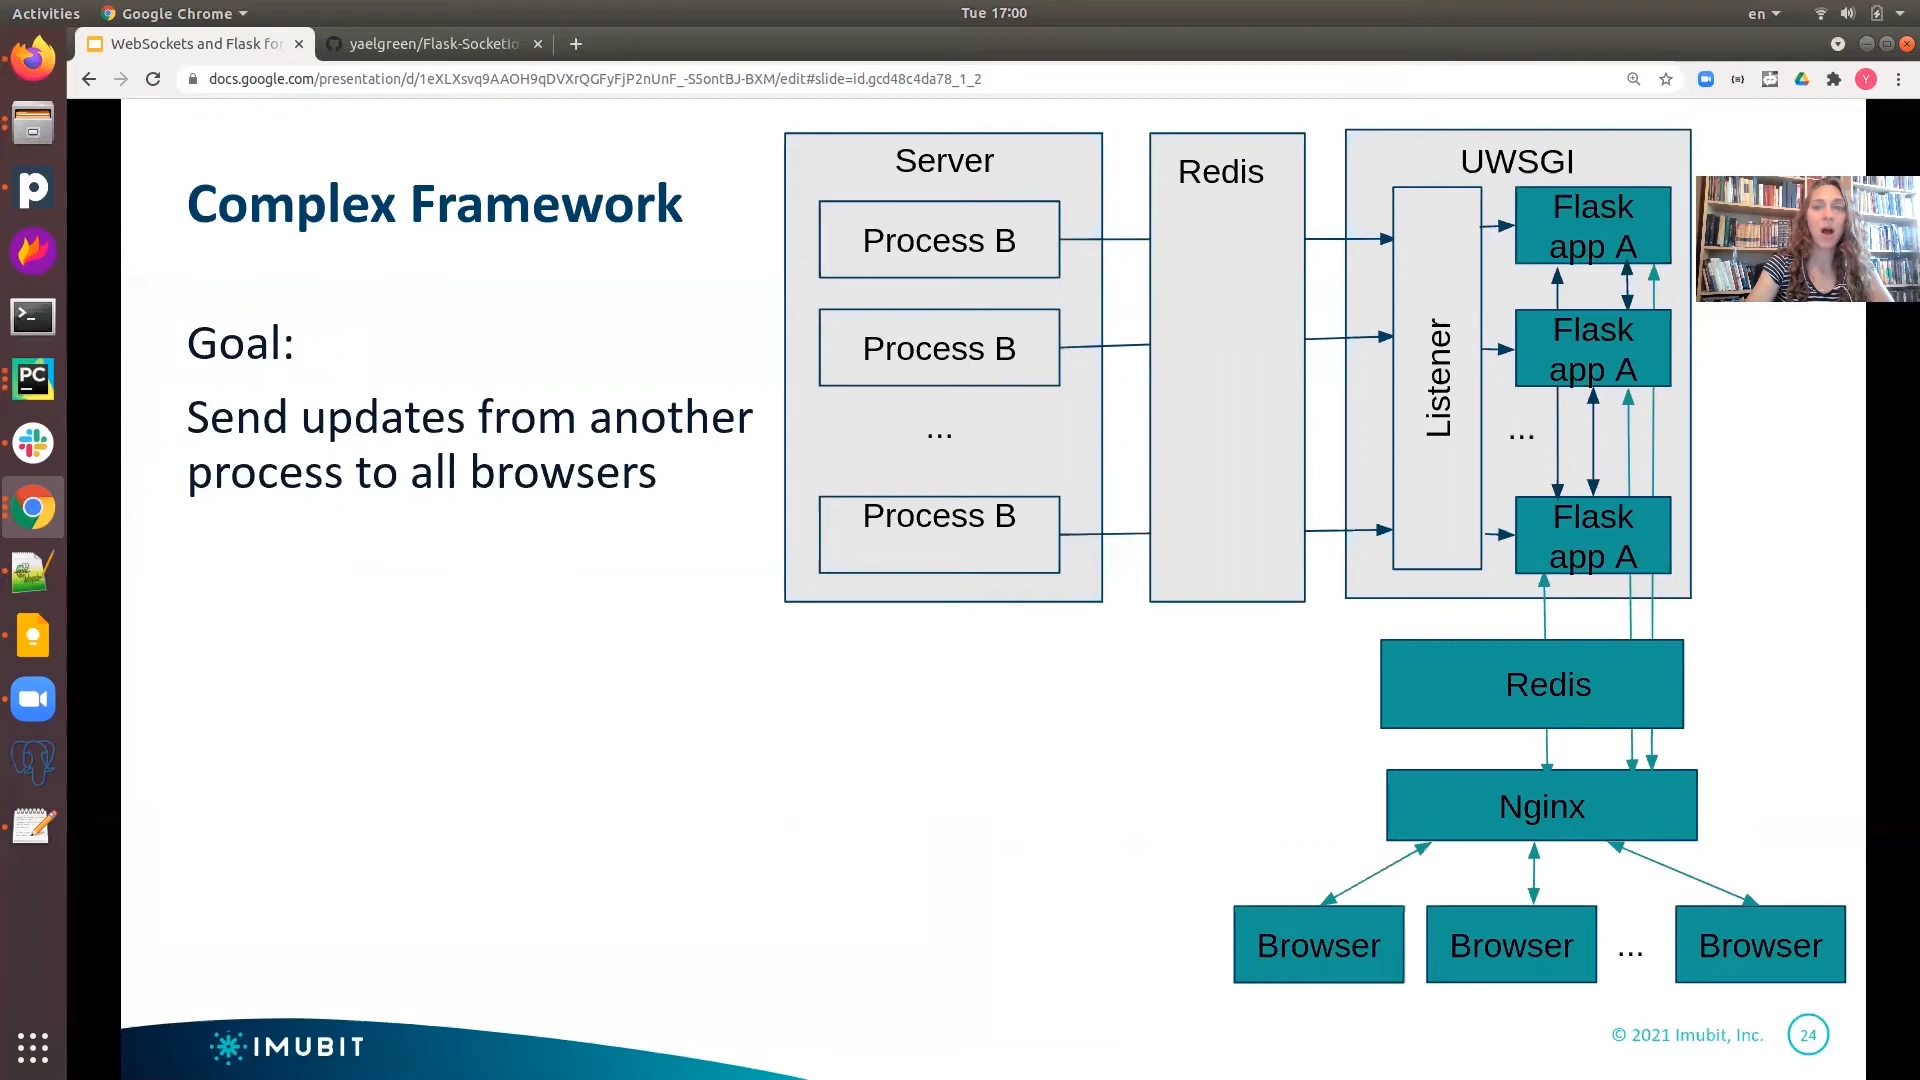 Activities
Google Chrome
Tue 17:00
en
WebSockets and Flask for
yaelgreen/Flask-SocketIo
docs.google.com/presentation/d/1eXLXsvq9AAOH9qDVXrQGFyFjP2nUnF_-S5ontBJ-BXM/edit#slide=id.gcd48c4da78_1_2
Y
Complex Framework
Goal:
Send updates from another
process to all browsers
Server
Process B
Process B
...
Process B
Redis
UWSGI
Listener
Flask
app A
Flask
app A
...
Flask
app A
Redis
Nginx
Browser
Browser
...
Browser
IMUBIT
© 2021 Imubit, Inc.
24